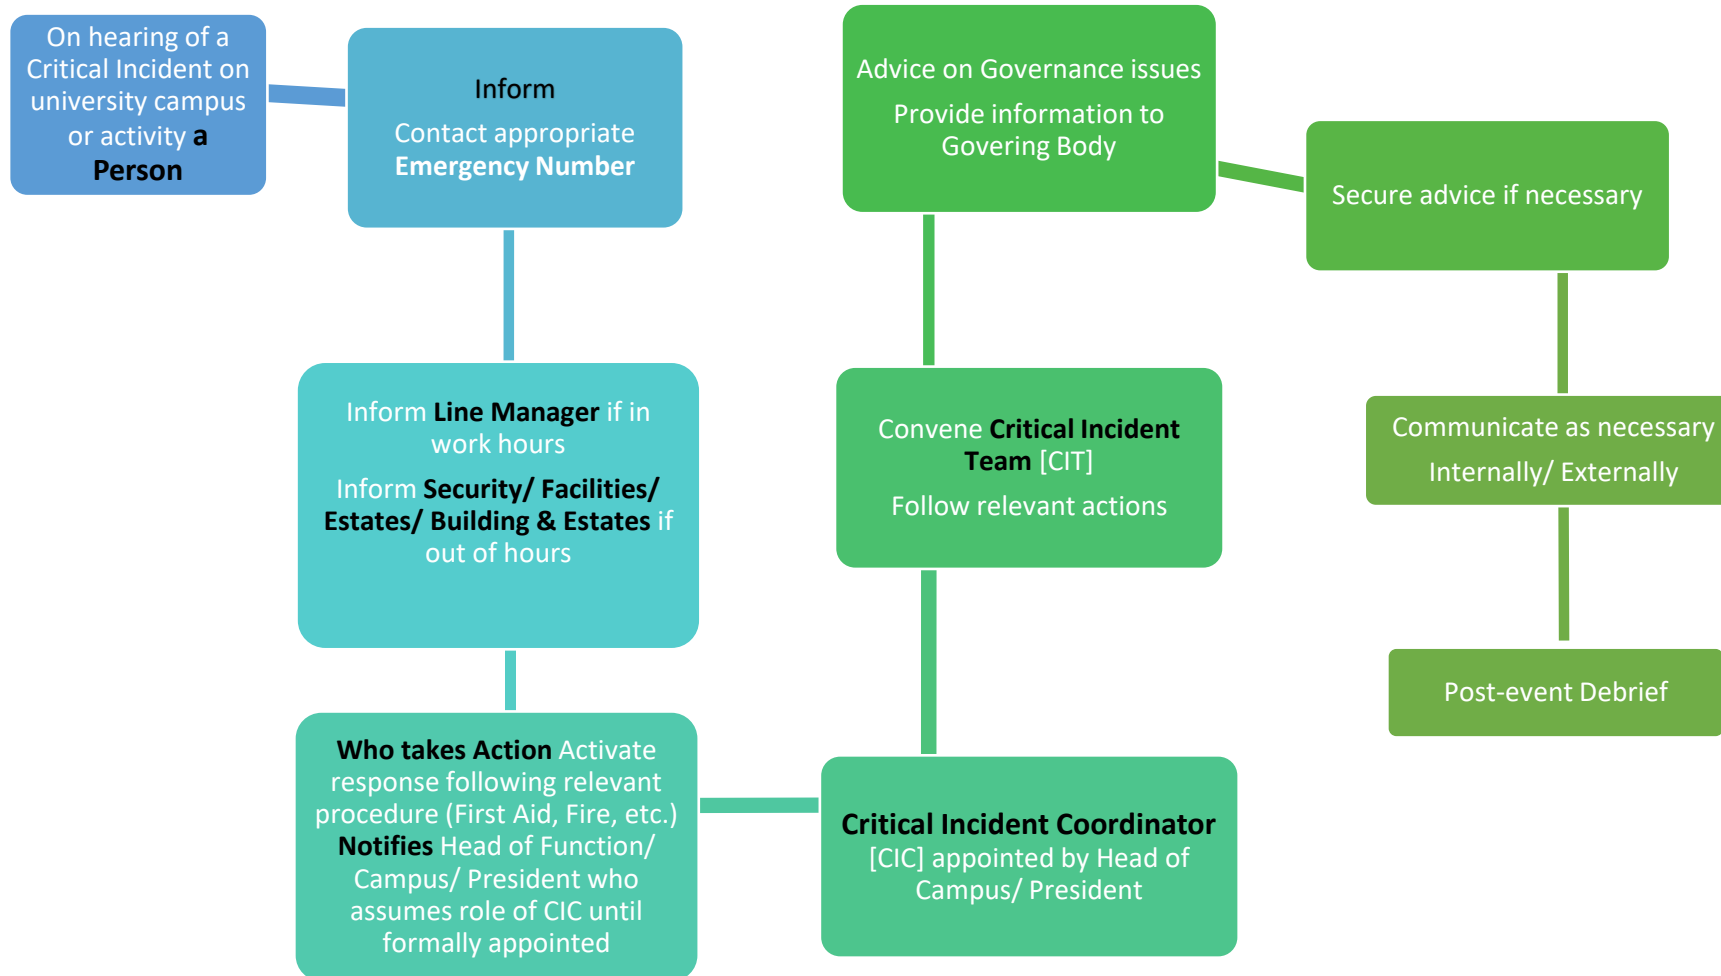 On hearing of a
Critical Incident on
university campus
or activity a
Person
Inform
Contact appropriate
Emergency Number
Inform Line Manager if in
work hours
Inform Security/ Facilities/
Estates/ Building & Estates if
out of hours
Who takes Action Activate
response following relevant
procedure (First Aid, Fire, etc.)
Notifies Head of Function/
Campus/ President who
assumes role of CIC until
formally appointed
Critical Incident Coordinator
[CIC] appointed by Head of
Campus/ President
Convene Critical Incident
Team [CIT]
Follow relevant actions
Advice on Governance issues
Provide information to
Govering Body
Secure advice if necessary
Communicate as necessary
Internally/ Externally
Post-event Debrief